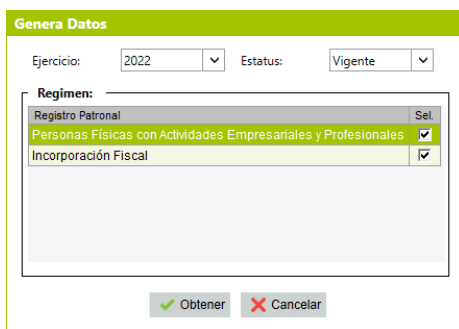 Genera Datos
Ejercicio: 2022 Estatus: Vigente
Regimen:
Registro Patronal Sel.
Personas Físicas con Actividades Empresariales y Profesionales
Incorporación Fiscal
Obtener Cancelar